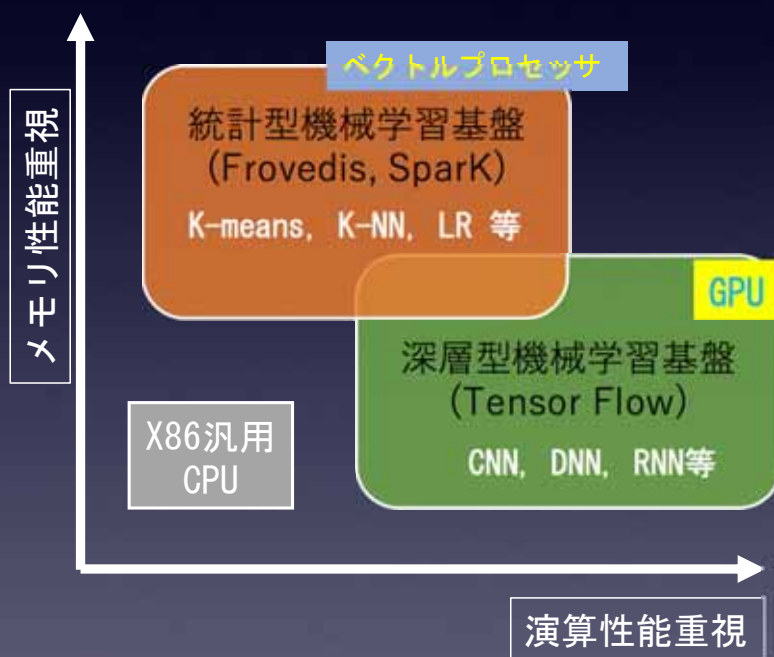 ベクトルプロセッサ
メモリ性能重視
統計型機械学習基盤
(Frovedis, SparK)
K-means, K-NN, LR 等
GPU
深層型機械学習基盤
(Tensor Flow)
CNN, DNN, RNN等
X86汎用
CPU
演算性能重視